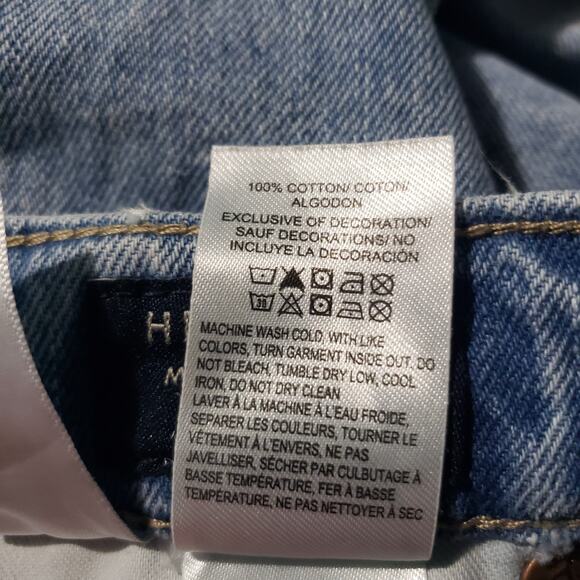 100% COTTON/ COTON/
ALGODON
EXCLUSIVE OF DECORATION/
SAUF DECORATIONS/ NO
INCLUYE LA DECORACIÓN
30
MACHINE WASH COLD, WITH LIKE
COLORS, TURN GARMENT INSIDE OUT, DO
NOT BLEACH, TUMBLE DRY LOW, COOL
IRON, DO NOT DRY CLEAN
LAVER À LA MACHINE À L'EAU FROIDE,
SEPARER LES COULEURS, TOURNER LE
VÊTEMENT À L'ENVERS, NE PAS
JAVELLISER, SÉCHER PAR CULBUTAGE À
BASSE TEMPÉRATURE, FER À BASSE
TEMPÉRATURE, NE PAS NETTOYER À SEC